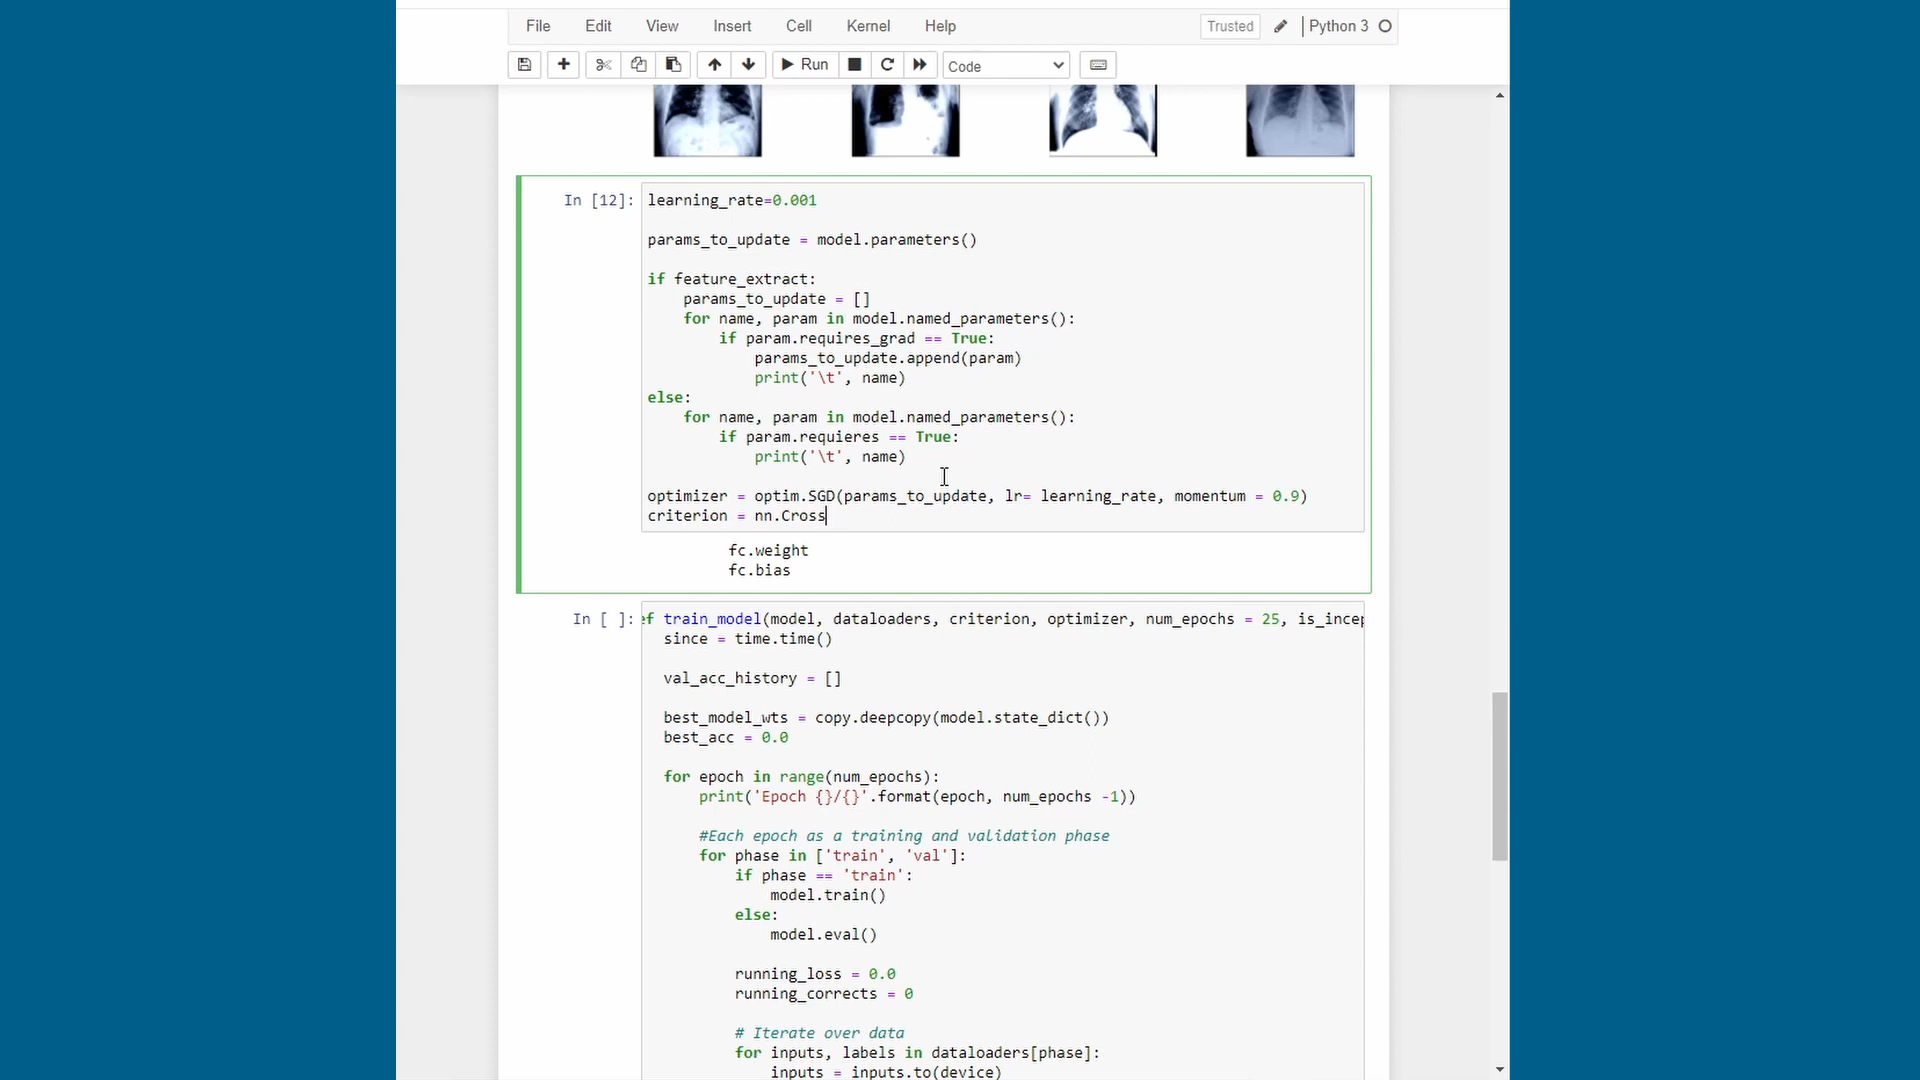 File Edit View Insert Cell Kernel Help Trusted Python 3
Run Code
In [12]: learning_rate=0.001
params_to_update = model.parameters()
if feature_extract:
    params_to_update = []
    for name, param in model.named_parameters():
        if param.requires_grad == True:
            params_to_update.append(param)
            print('\t', name)
else:
    for name, param in model.named_parameters():
        if param.requieres == True:
            print('\t', name)
optimizer = optim.SGD(params_to_update, lr= learning_rate, momentum = 0.9)
criterion = nn.Cross
fc.weight
fc.bias
In [ ]: ef train_model(model, dataloaders, criterion, optimizer, num_epochs = 25, is_incep
    since = time.time()
    val_acc_history = []
    best_model_wts = copy.deepcopy(model.state_dict())
    best_acc = 0.0
    for epoch in range(num_epochs):
        print('Epoch {}/{}'.format(epoch, num_epochs -1))
        #Each epoch as a training and validation phase
        for phase in ['train', 'val']:
            if phase == 'train':
                model.train()
            else:
                model.eval()
            running_loss = 0.0
            running_corrects = 0
            # Iterate over data
            for inputs, labels in dataloaders[phase]:
                inputs = inputs.to(device)